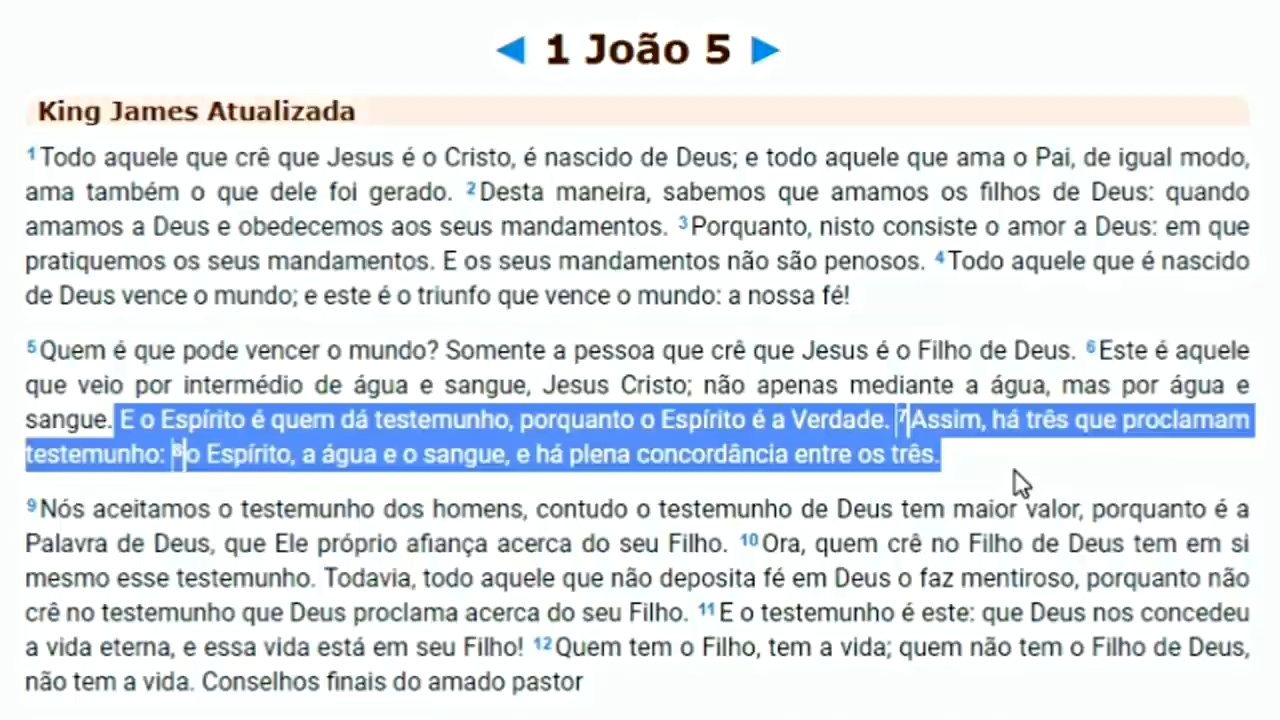 ◄ 1 João 5 ►
King James Atualizada
1 Todo aquele que crê que Jesus é o Cristo, é nascido de Deus; e todo aquele que ama o Pai, de igual modo,
ama também o que dele foi gerado. 2 Desta maneira, sabemos que amamos os filhos de Deus: quando
amamos a Deus e obedecemos aos seus mandamentos. 3 Porquanto, nisto consiste o amor a Deus: em que
pratiquemos os seus mandamentos. E os seus mandamentos não são penosos. 4 Todo aquele que é nascido
de Deus vence o mundo; e este é o triunfo que vence o mundo: a nossa fé!
5 Quem é que pode vencer o mundo? Somente a pessoa que crê que Jesus é o Filho de Deus. 6 Este é aquele
que veio por intermédio de água e sangue, Jesus Cristo; não apenas mediante a água, mas por água e
sangue. E o Espírito é quem dá testemunho, porquanto o Espírito é a Verdade. 7 Assim, há três que proclamam
testemunho: 8 o Espírito, a água e o sangue, e há plena concordância entre os três.
9 Nós aceitamos o testemunho dos homens, contudo o testemunho de Deus tem maior valor, porquanto é a
Palavra de Deus, que Ele próprio afiança acerca do seu Filho. 10 Ora, quem crê no Filho de Deus tem em si
mesmo esse testemunho. Todavia, todo aquele que não deposita fé em Deus o faz mentiroso, porquanto não
crê no testemunho que Deus proclama acerca do seu Filho. 11 E o testemunho é este: que Deus nos concedeu
a vida eterna, e essa vida está em seu Filho! 12 Quem tem o Filho, tem a vida; quem não tem o Filho de Deus,
não tem a vida. Conselhos finais do amado pastor